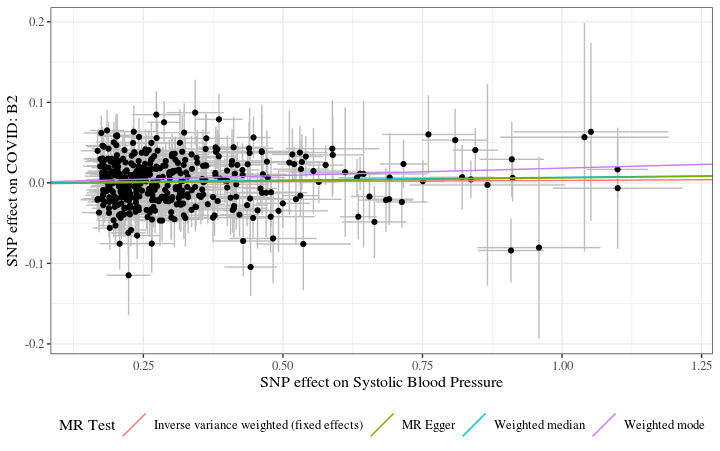 0.2
0.1
0.0
-0.1
-0.2
SNP effect on COVID: B2
0.25 0.50 0.75 1.00 1.25
SNP effect on Systolic Blood Pressure
MR Test Inverse variance weighted (fixed effects) MR Egger Weighted median Weighted mode